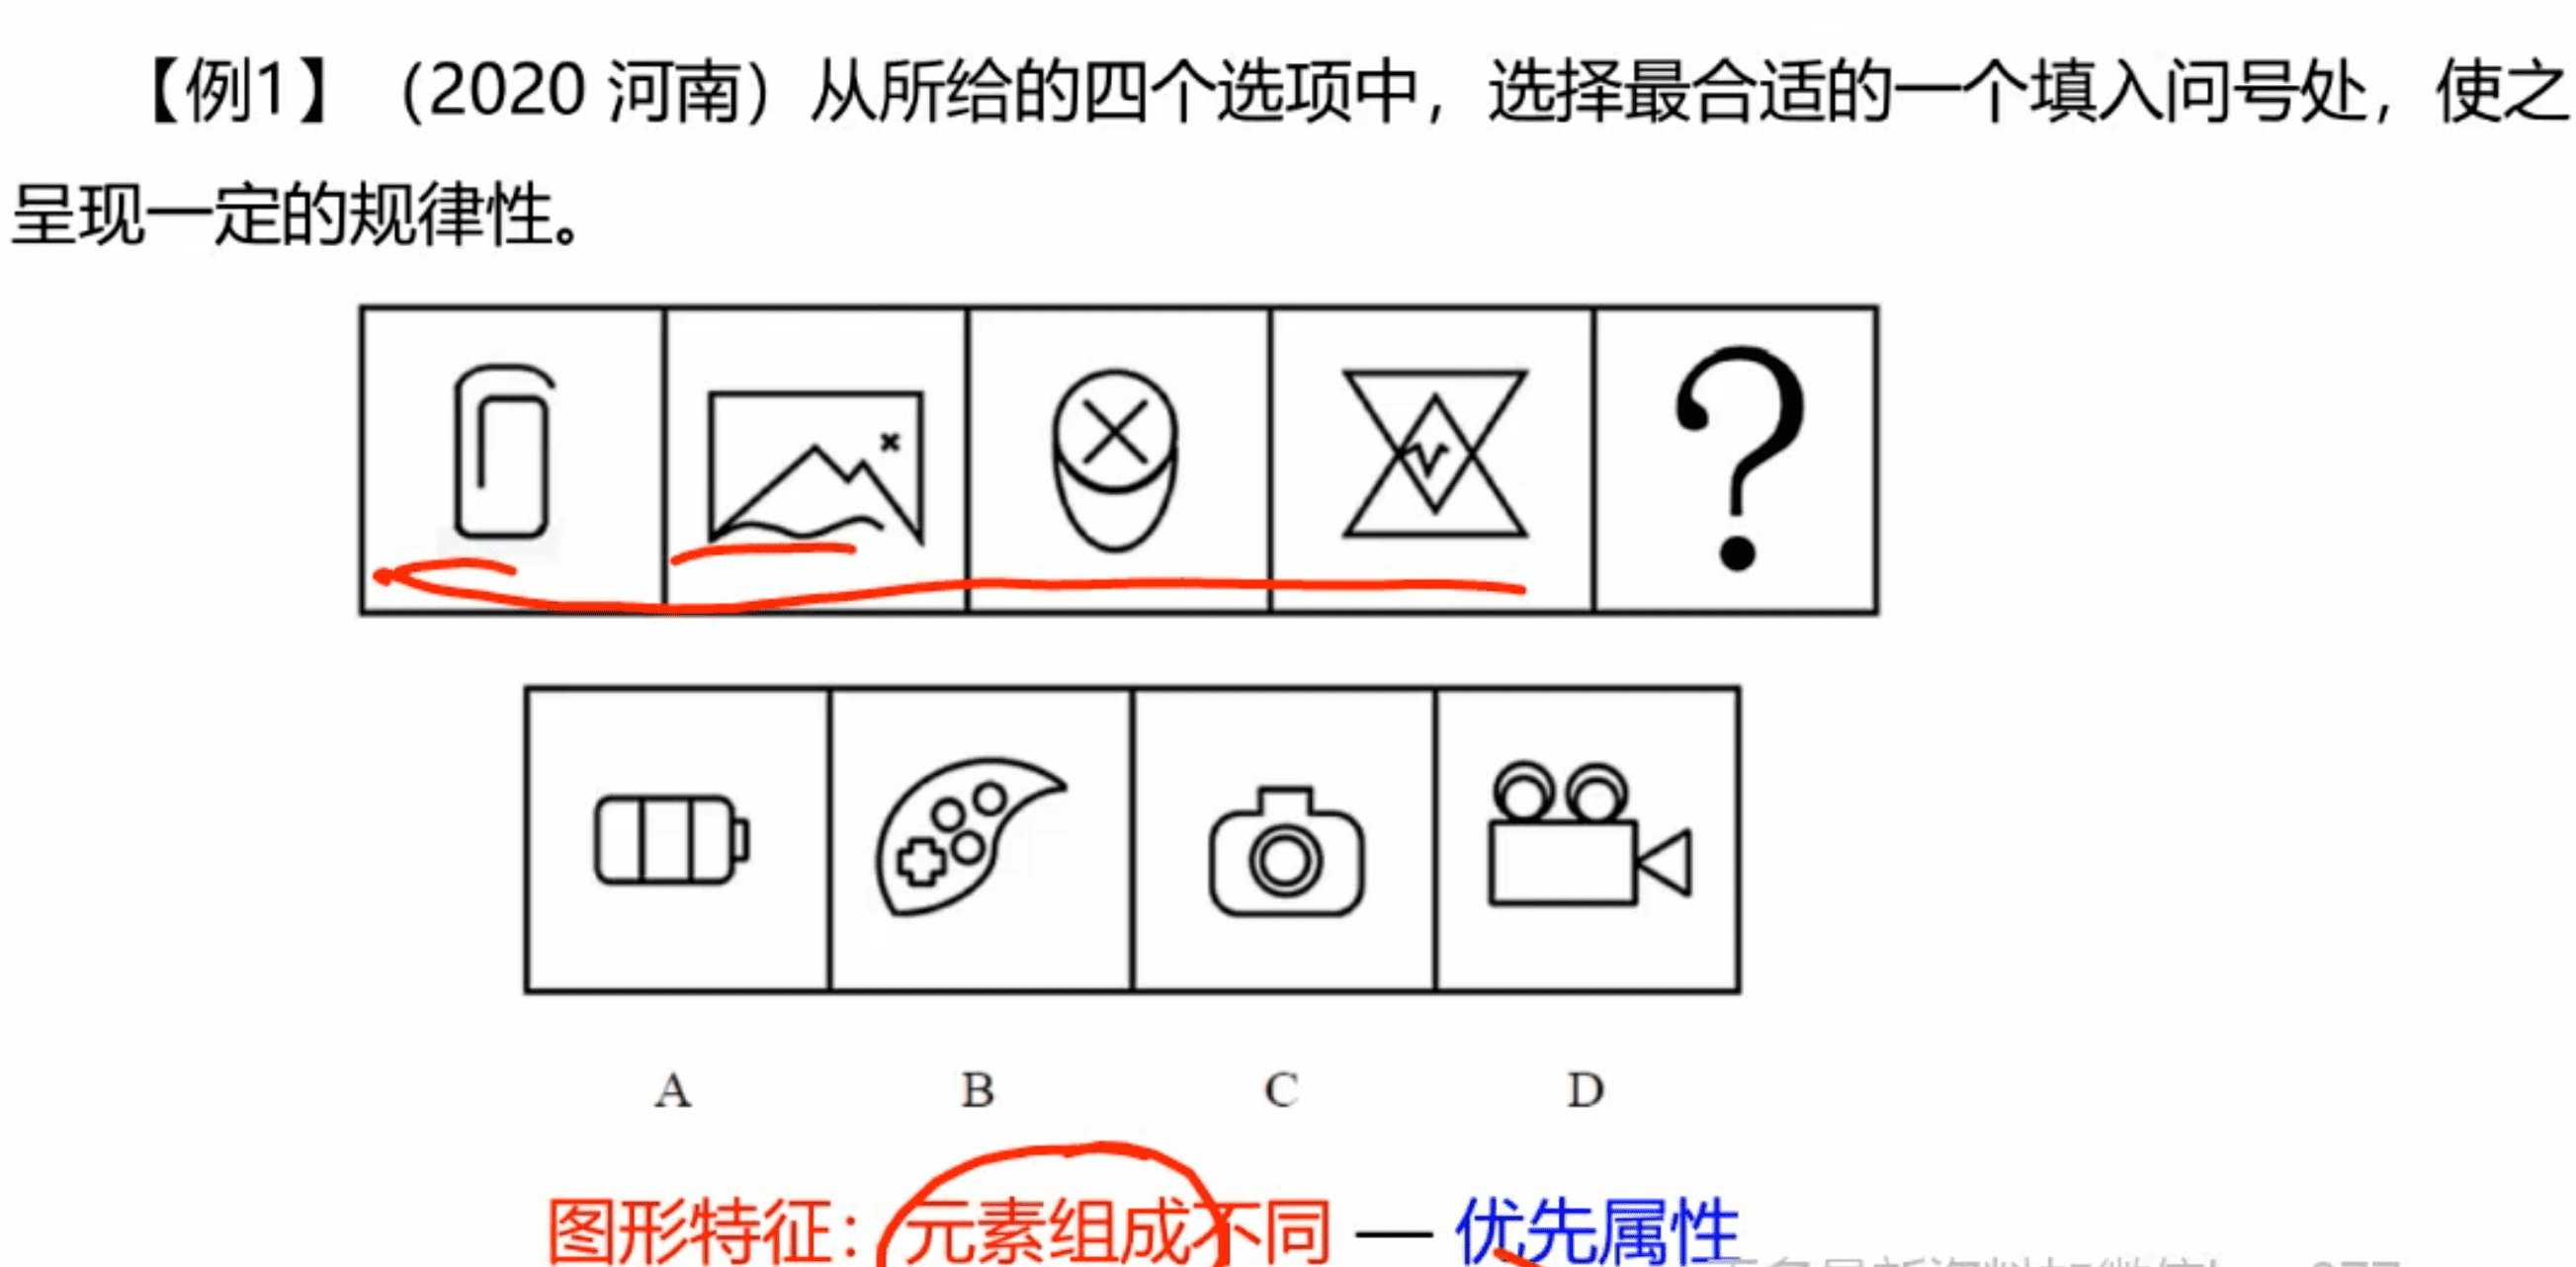 【例1】（2020 河南）从所给的四个选项中，选择最合适的一个填入问号处，使之
呈现一定的规律性。
?
A B C D
图形特征：元素组成不同 — 优先属性